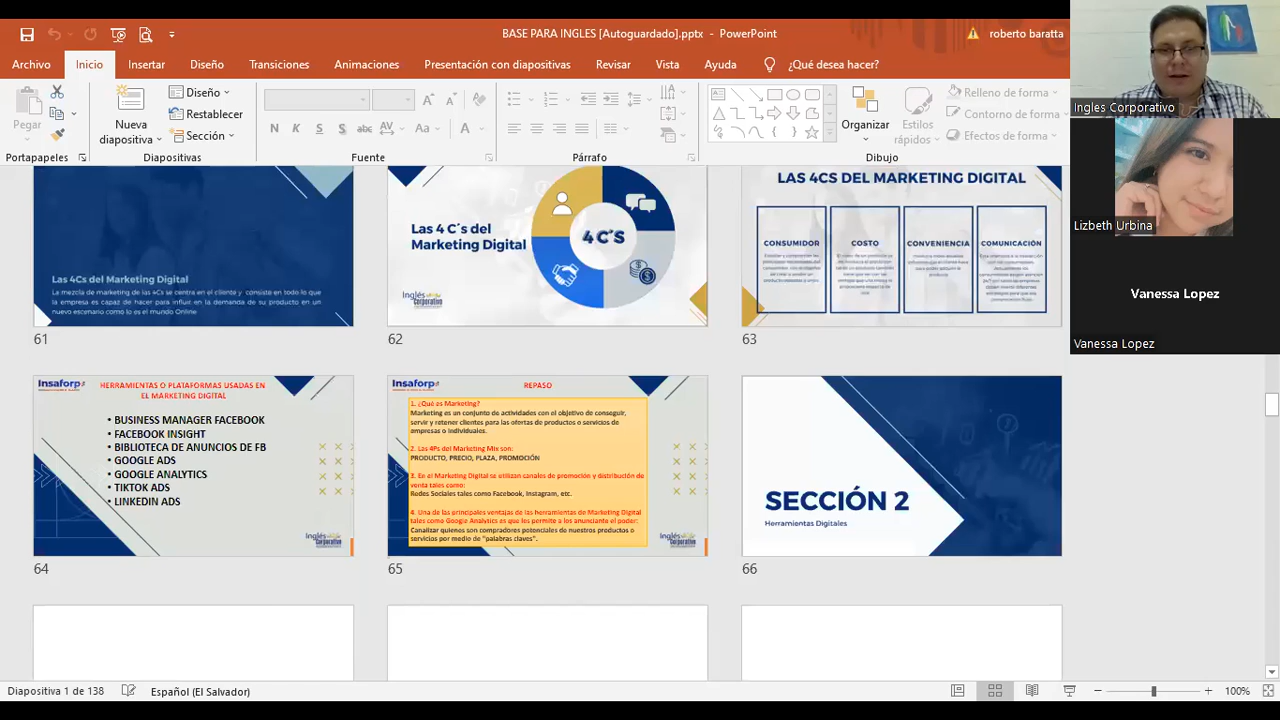 BASE PARA INGLES [Autoguardado].pptx - PowerPoint
roberto baratta
Archivo
Inicio
Insertar
Diseño
Transiciones
Animaciones
Presentación con diapositivas
Revisar
Vista
Ayuda
¿Qué desea hacer?
Pegar
Nueva
diapositiva
Diseño
Restablecer
Sección
Organizar
Estilos
rápidos
Relleno de forma
Contorno de forma
Efectos de forma
Portapapeles
Diapositivas
Fuente
Párrafo
Dibujo
Ingles Corporativo
Lizbeth Urbina
Vanessa Lopez
Vanessa Lopez
Las 4Cs del Marketing Digital
La mezcla de marketing de las 4Cs se centra en el cliente y consiste en todo lo que
la empresa es capaz de hacer para influir en la demanda de su producto en un
nuevo escenario como lo es el mundo Online
61
Las 4 C´s del
Marketing Digital
4 C´S
Inglés
Corporativo
62
LAS 4CS DEL MARKETING DIGITAL
CONSUMIDOR
COSTO
CONVENIENCIA
COMUNICACIÓN
63
Insaforp
HERRAMIENTAS O PLATAFORMAS USADAS EN
EL MARKETING DIGITAL
• BUSINESS MANAGER FACEBOOK
• FACEBOOK INSIGHT
• BIBLIOTECA DE ANUNCIOS DE FB
• GOOGLE ADS
• GOOGLE ANALYTICS
• TIKTOK ADS
• LINKEDIN ADS
Inglés
Corporativo
64
Insaforp
REPASO
1. ¿Qué es Marketing?
Marketing es un conjunto de actividades con el objetivo de conseguir,
servir y retener clientes para las ofertas de productos o servicios de
empresas o individuales.
2. Las 4Ps del Marketing Mix son:
PRODUCTO, PRECIO, PLAZA, PROMOCIÓN
3. En el Marketing Digital se utilizan canales de promoción y distribución de
venta tales como:
Redes Sociales tales como Facebook, Instagram, etc.
4. Una de las principales ventajas de las herramientas de Marketing Digital
tales como Google Analytics es que les permite a los anunciante el poder:
Canalizar quienes son compradores potenciales de nuestros productos o
servicios por medio de "palabras claves".
Inglés
Corporativo
65
SECCIÓN 2
Herramientas Digitales
66
Diapositiva 1 de 138
Español (El Salvador)
100%